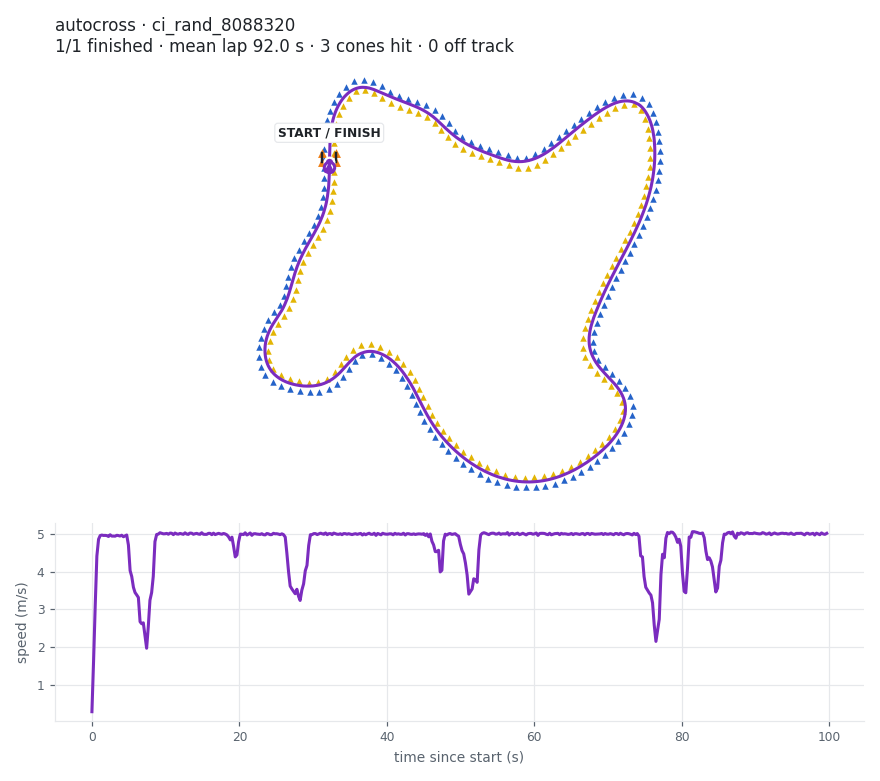 autocross · ci_rand_8088320
1/1 finished · mean lap 92.0 s · 3 cones hit · 0 off track
START / FINISH
5
4
3
2
1
speed (m/s)
0 20 40 60 80 100
time since start (s)